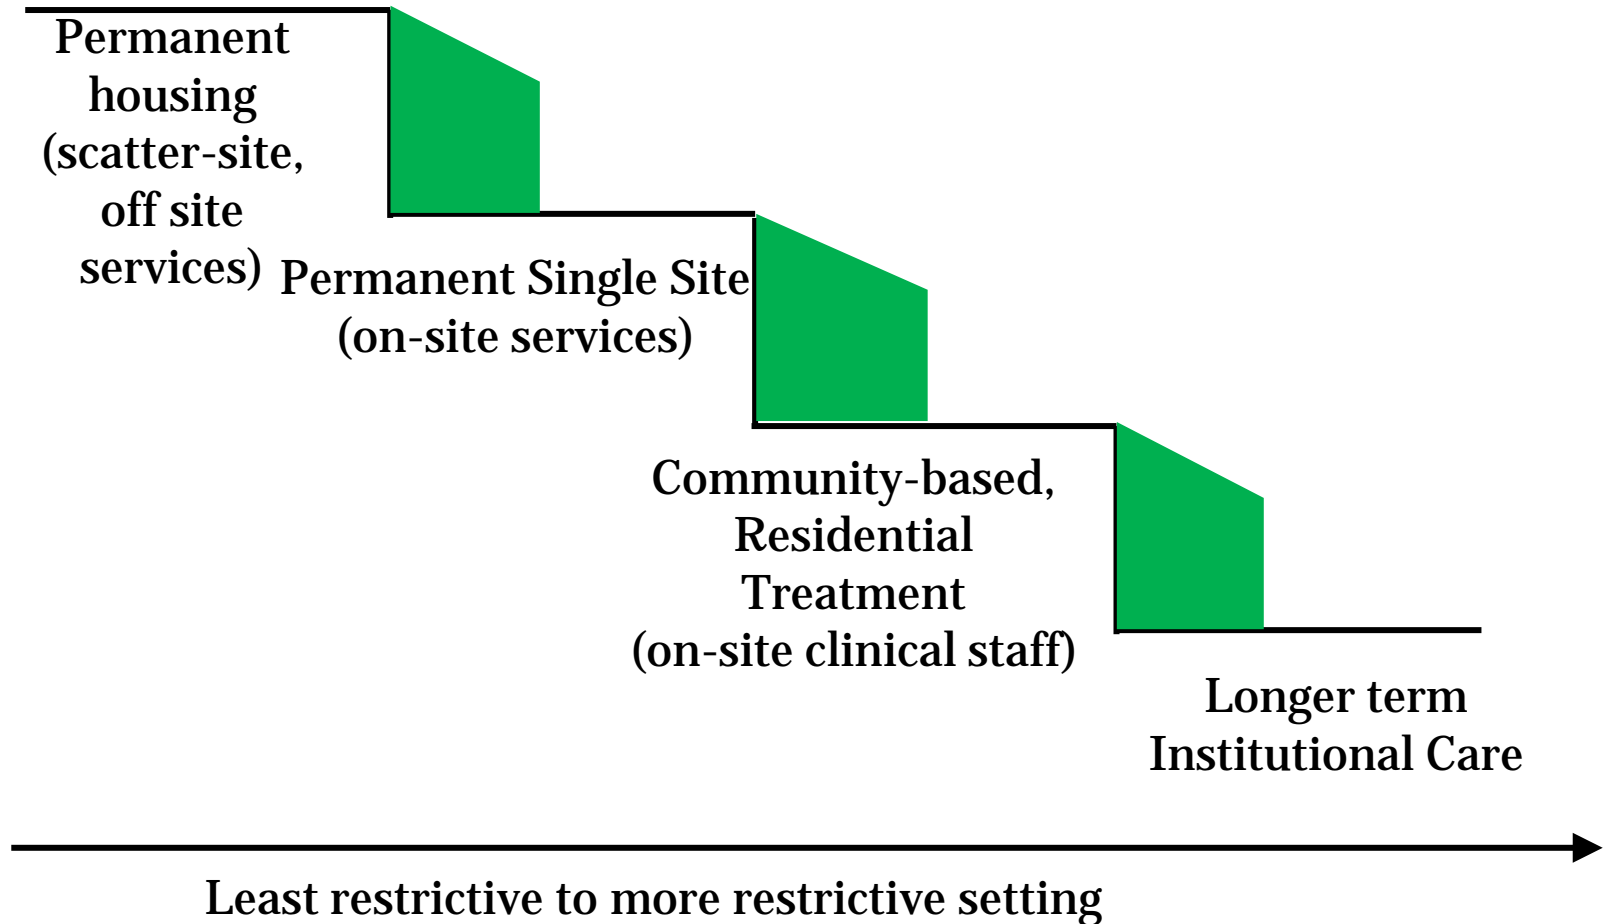 Permanent
housing
(scatter-site,
off site
services)
Permanent Single Site
(on-site services)
Community-based,
Residential
Treatment
(on-site clinical staff)
Longer term
Institutional Care
Least restrictive to more restrictive setting